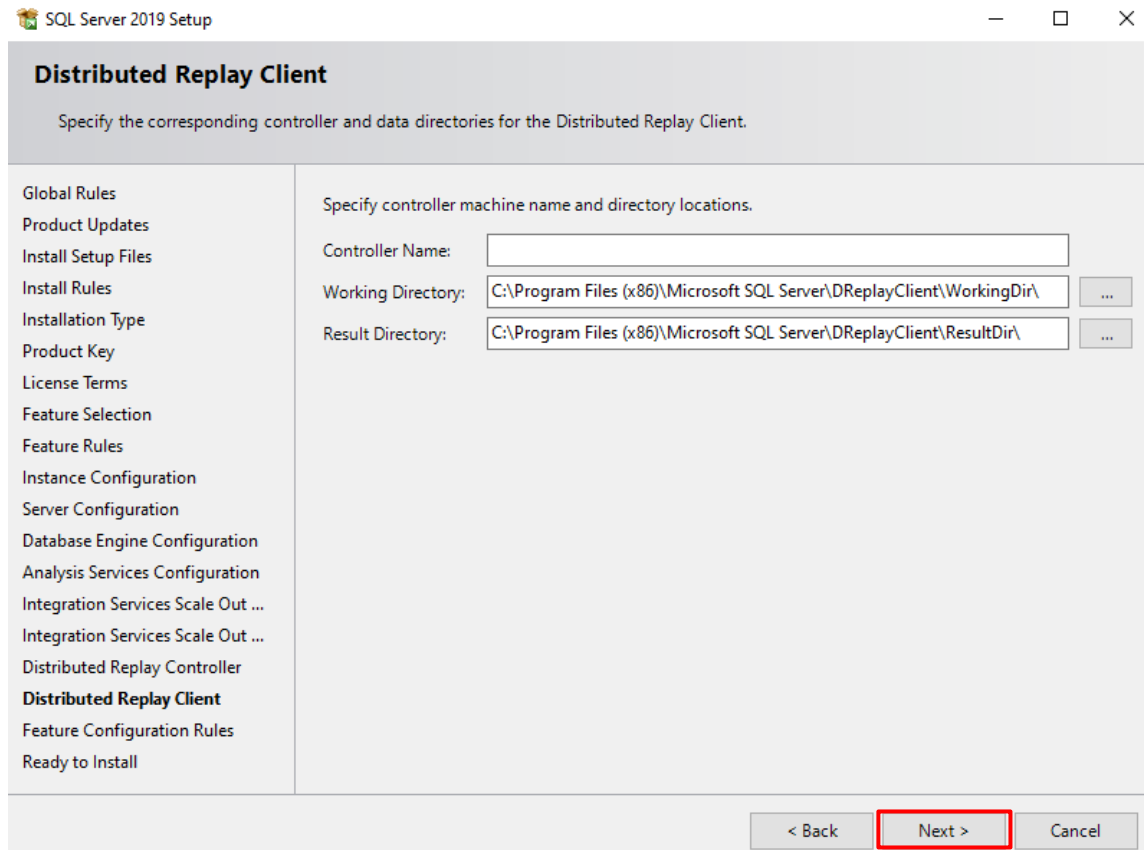 SQL Server 2019 Setup
Distributed Replay Client
Specify the corresponding controller and data directories for the Distributed Replay Client.
Global Rules
Product Updates
Install Setup Files
Install Rules
Installation Type
Product Key
License Terms
Feature Selection
Feature Rules
Instance Configuration
Server Configuration
Database Engine Configuration
Analysis Services Configuration
Integration Services Scale Out ...
Integration Services Scale Out ...
Distributed Replay Controller
Distributed Replay Client
Feature Configuration Rules
Ready to Install
Specify controller machine name and directory locations.
Controller Name:
Working Directory: C:\Program Files (x86)\Microsoft SQL Server\DReplayClient\WorkingDir\ ...
Result Directory: C:\Program Files (x86)\Microsoft SQL Server\DReplayClient\ResultDir\ ...
< Back Next > Cancel